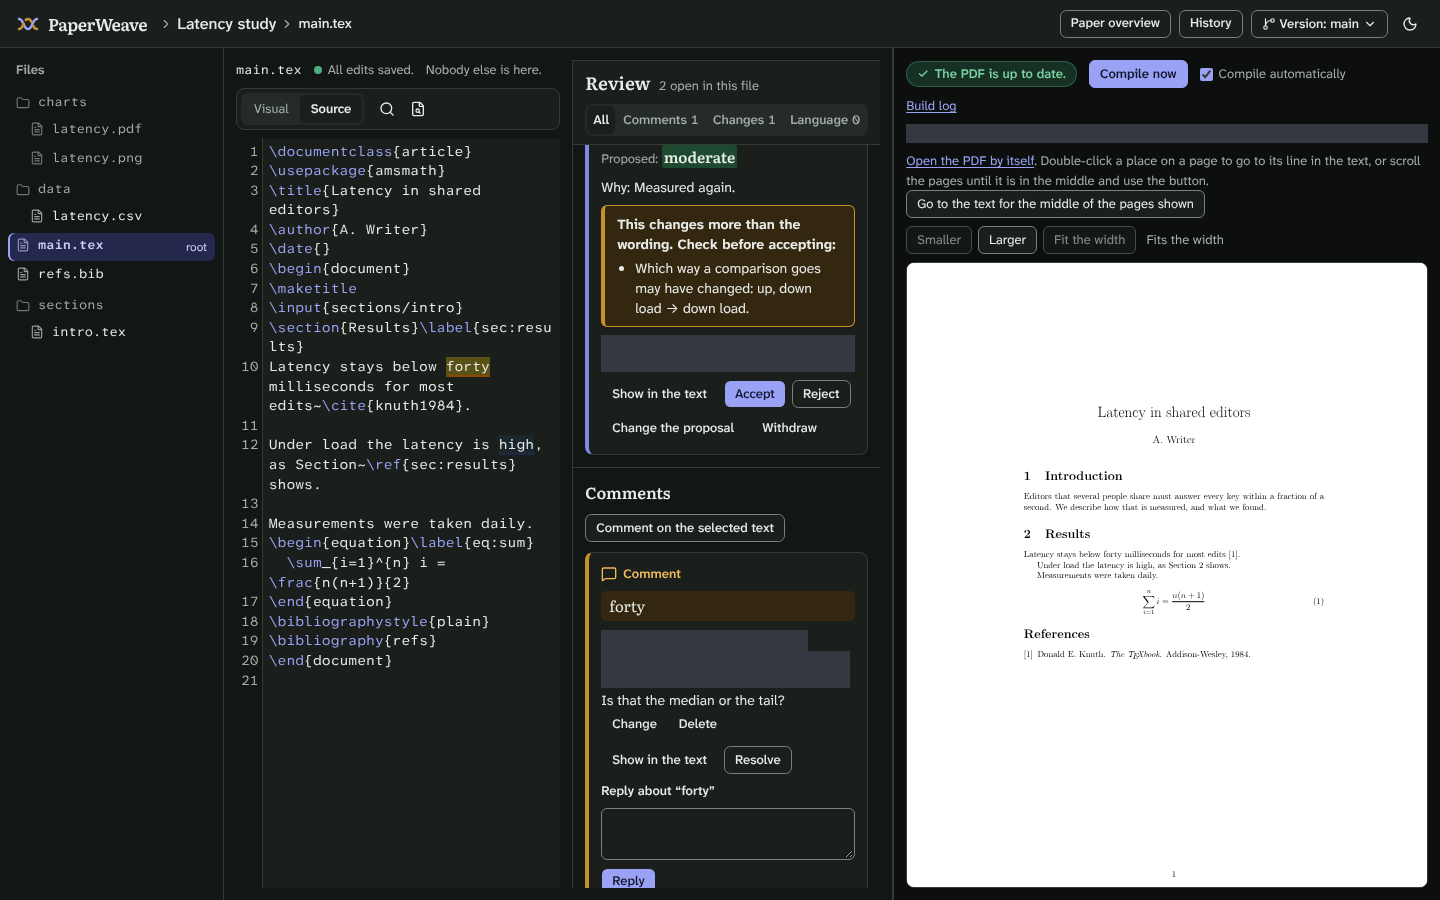 PaperWeave
Latency study
main.tex
Paper overview
History
Version: main
Files
charts
latency.pdf
latency.png
data
latency.csv
main.tex
root
refs.bib
sections
intro.tex
main.tex
All edits saved.
Nobody else is here.
Visual
Source
1 \documentclass{article}
2 \usepackage{amsmath}
3 \title{Latency in shared
editors}
4 \author{A. Writer}
5 \date{}
6 \begin{document}
7 \maketitle
8 \input{sections/intro}
9 \section{Results}\label{sec:resu
lts}
10 Latency stays below forty
milliseconds for most
edits~\cite{knuth1984}.
11
12 Under load the latency is high,
as Section~\ref{sec:results}
shows.
13
14 Measurements were taken daily.
15 \begin{equation}\label{eq:sum}
16 \sum_{i=1}^{n} i =
\frac{n(n+1)}{2}
17 \end{equation}
18 \bibliographystyle{plain}
19 \bibliography{refs}
20 \end{document}
21
Review
2 open in this file
All
Comments 1
Changes 1
Language 0
Proposed: moderate
Why: Measured again.
This changes more than the
wording. Check before accepting:
• Which way a comparison goes
may have changed: up, down
load → down load.
Show in the text
Accept
Reject
Change the proposal
Withdraw
Comments
Comment on the selected text
Comment
forty
Is that the median or the tail?
Change
Delete
Show in the text
Resolve
Reply about “forty”
Reply
✓ The PDF is up to date.
Compile now
Compile automatically
Build log
Open the PDF by itself. Double-click a place on a page to go to its line in the text, or scroll
the pages until it is in the middle and use the button.
Go to the text for the middle of the pages shown
Smaller
Larger
Fit the width
Fits the width
Latency in shared editors
A. Writer
1 Introduction
Editors that several people share must answer every key within a fraction of a
second. We describe how that is measured, and what we found.
2 Results
Latency stays below forty milliseconds for most edits [1].
Under load the latency is high, as Section 2 shows.
Measurements were taken daily.
n
∑ i = n(n + 1) / 2 (1)
i=1
References
[1] Donald E. Knuth. The TEXbook. Addison-Wesley, 1984.
1